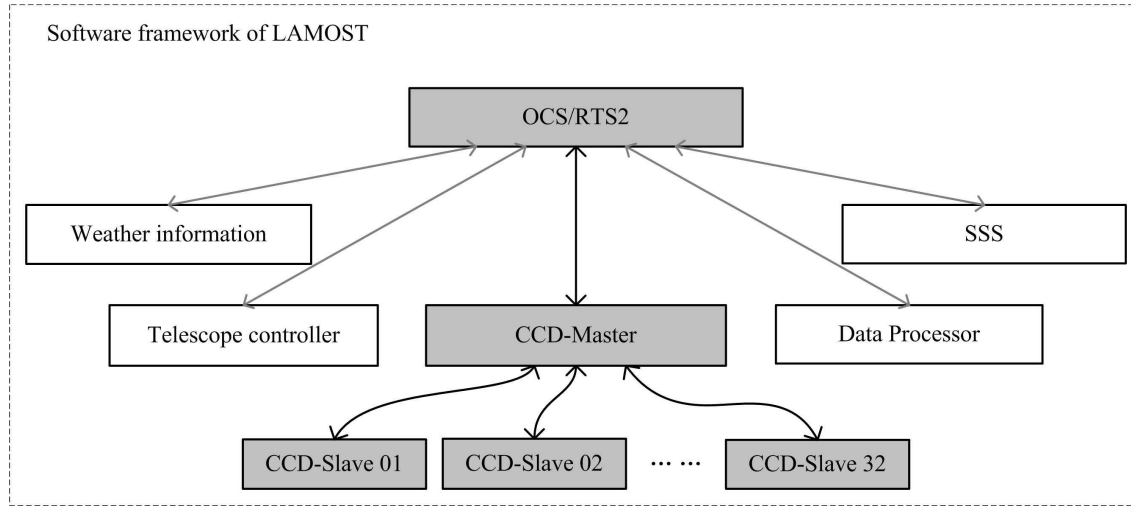 Software framework of LAMOST
OCS/RTS2
Weather information
SSS
Telescope controller
CCD-Master
Data Processor
CCD-Slave 01
CCD-Slave 02
... ...
CCD-Slave 32